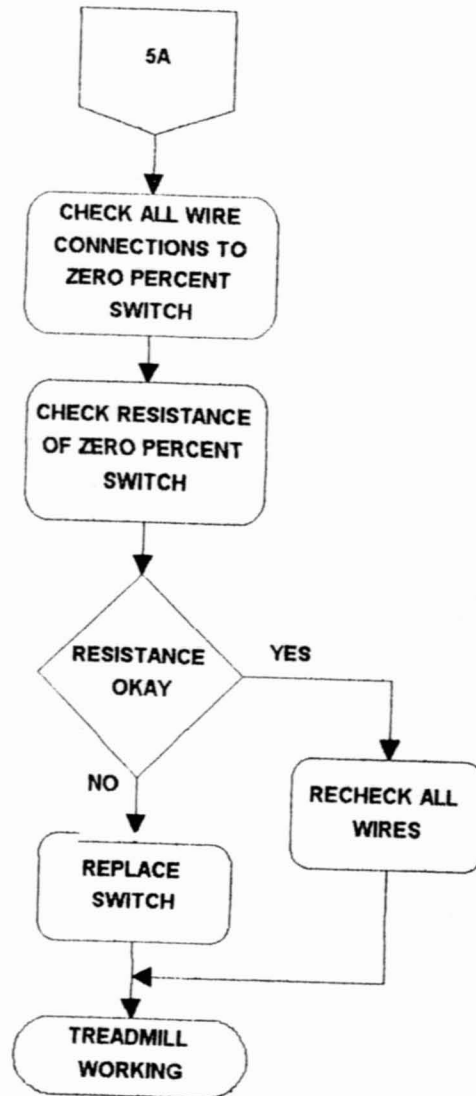 5A
CHECK ALL WIRE
CONNECTIONS TO
ZERO PERCENT
SWITCH
CHECK RESISTANCE
OF ZERO PERCENT
SWITCH
RESISTANCE
OKAY
YES
NO
RECHECK ALL
WIRES
REPLACE
SWITCH
TREADMILL
WORKING